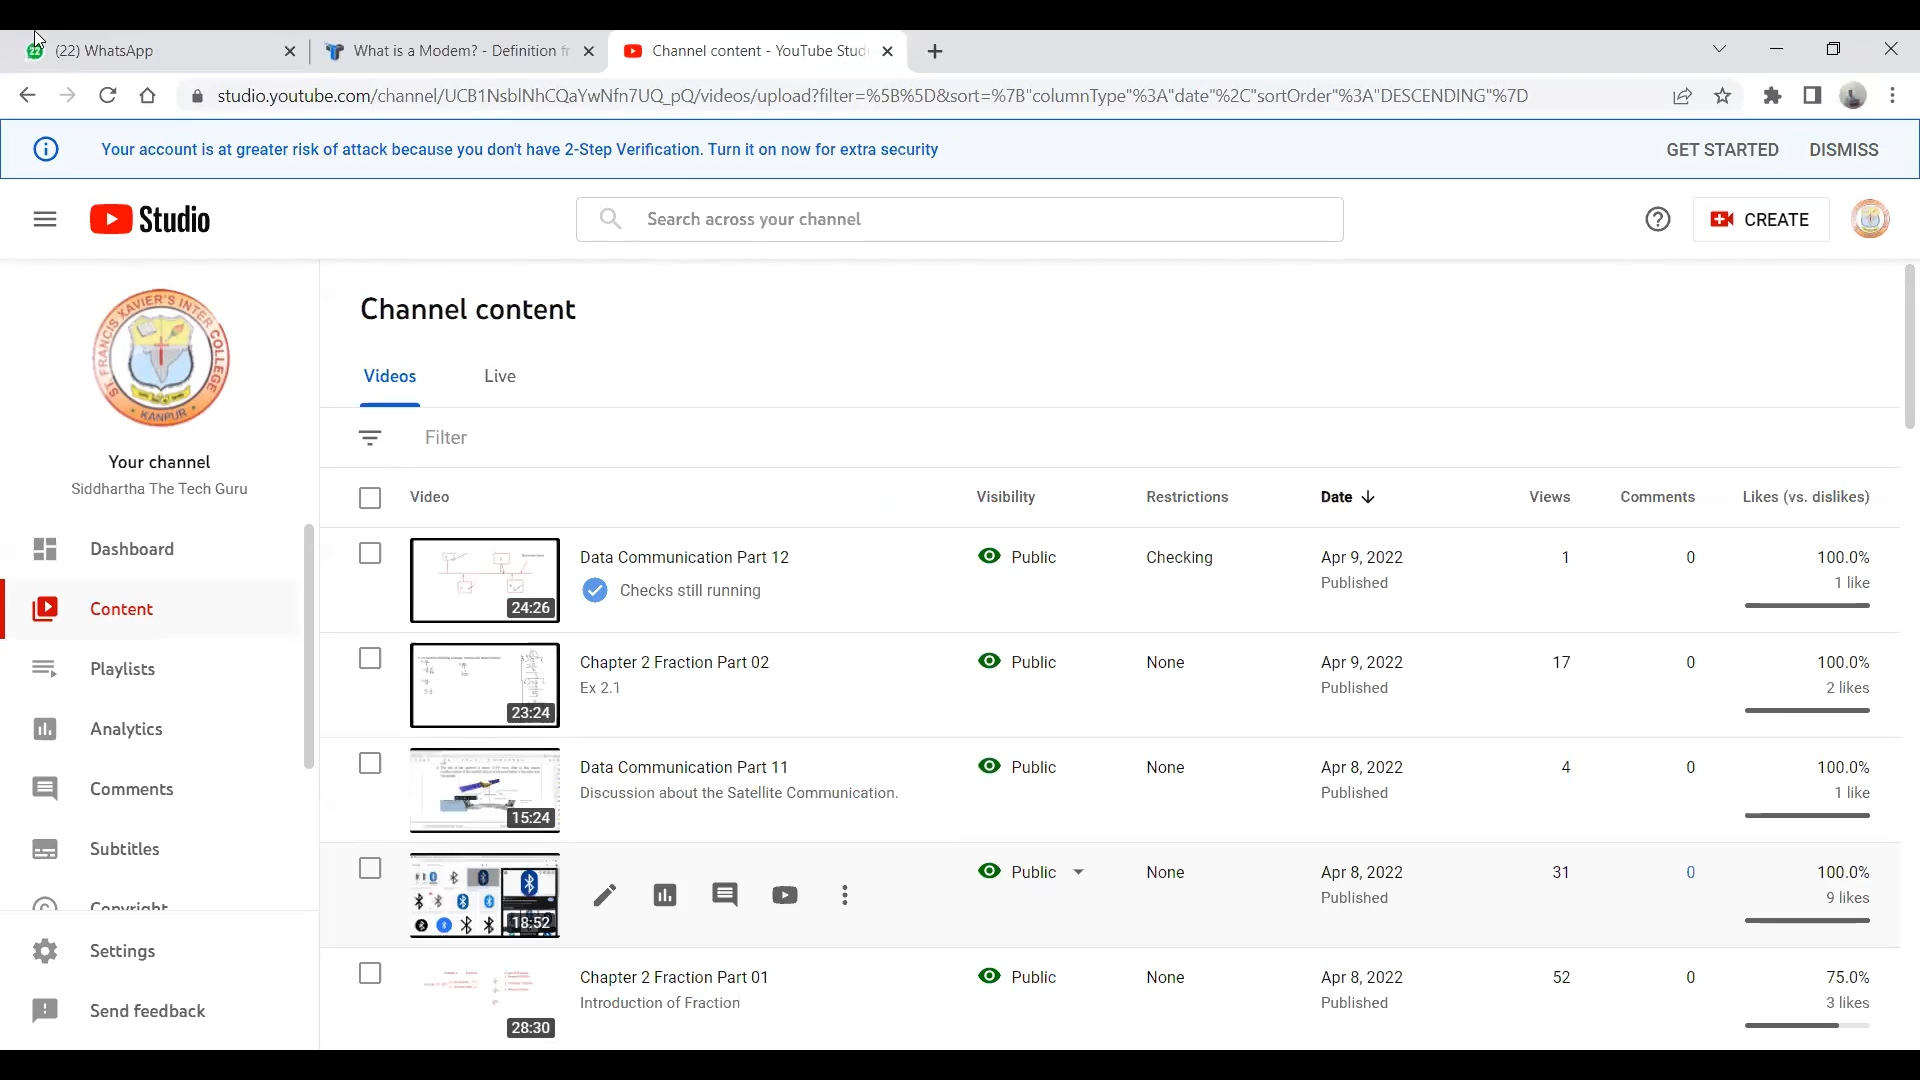 22 (22) WhatsApp
What is a Modem? - Definition fr
Channel content - YouTube Stud
studio.youtube.com/channel/UCB1NsblNhCQaYwNfn7UQ_pQ/videos/upload?filter=%5B%5D&sort=%7B"columnType"%3A"date"%2C"sortOrder"%3A"DESCENDING"%7D
Your account is at greater risk of attack because you don't have 2-Step Verification. Turn it on now for extra security
GET STARTED
DISMISS
Studio
Search across your channel
CREATE
ST. FRANCIS XAVIER'S INTER COLLEGE
KANPUR
Your channel
Siddhartha The Tech Guru
Dashboard
Content
Playlists
Analytics
Comments
Subtitles
Copyright
Settings
Send feedback
Channel content
Videos
Live
Filter
Video
Visibility
Restrictions
Date
Views
Comments
Likes (vs. dislikes)
24:26
Data Communication Part 12
Checks still running
Public
Checking
Apr 9, 2022
Published
1
0
100.0%
1 like
23:24
Chapter 2 Fraction Part 02
Ex 2.1
Public
None
Apr 9, 2022
Published
17
0
100.0%
2 likes
15:24
Data Communication Part 11
Discussion about the Satellite Communication.
Public
None
Apr 8, 2022
Published
4
0
100.0%
1 like
18:52
Public
None
Apr 8, 2022
Published
31
0
100.0%
9 likes
28:30
Chapter 2 Fraction Part 01
Introduction of Fraction
Public
None
Apr 8, 2022
Published
52
0
75.0%
3 likes